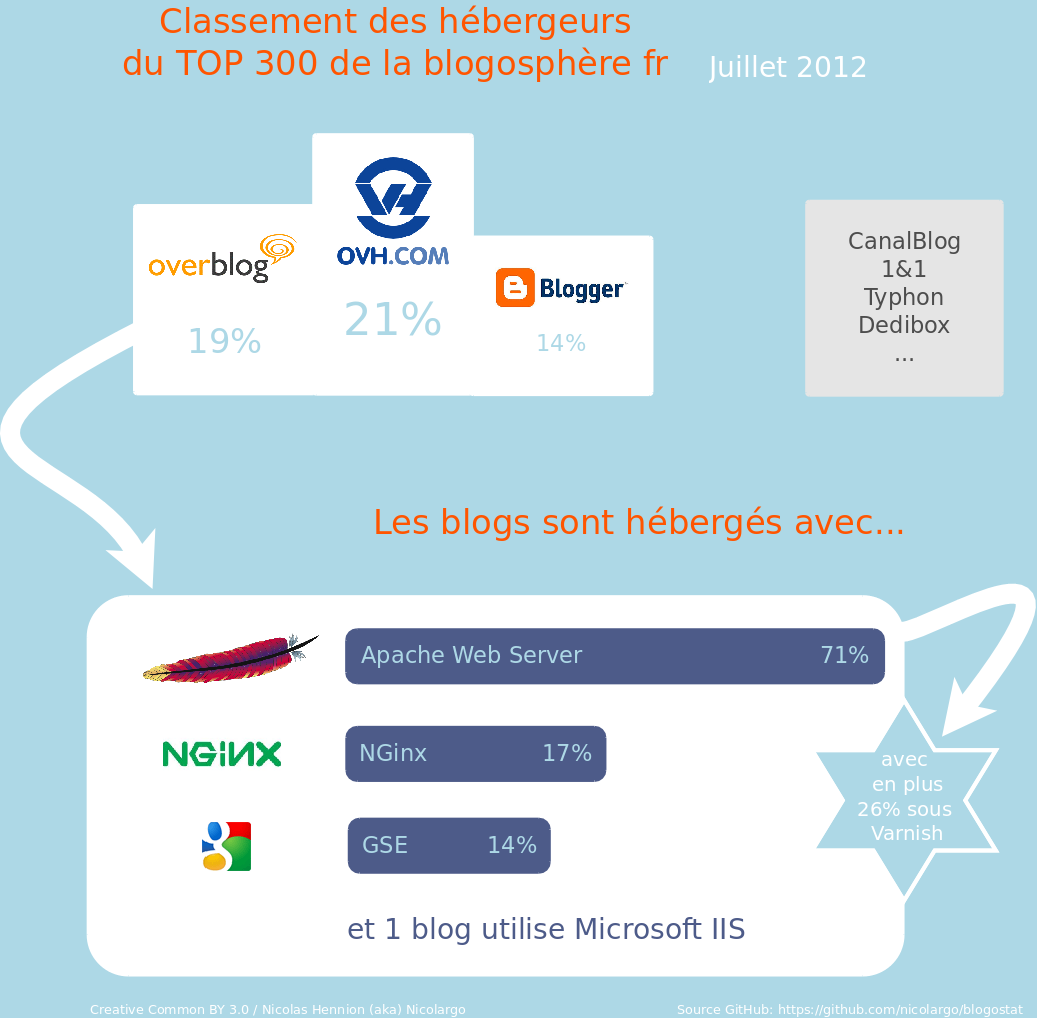 Classement des hébergeurs
du TOP 300 de la blogosphère fr
Juillet 2012
overblog
19%
OVH.COM
21%
Blogger
14%
CanalBlog
1&1
Typhon
Dedibox
...
Les blogs sont hébergés avec...
Apache Web Server 71%
NGiNX
NGinx 17%
g
GSE 14%
avec
en plus
26% sous
Varnish
et 1 blog utilise Microsoft IIS
Creative Common BY 3.0 / Nicolas Hennion (aka) Nicolargo
Source GitHub: https://github.com/nicolargo/blogostat